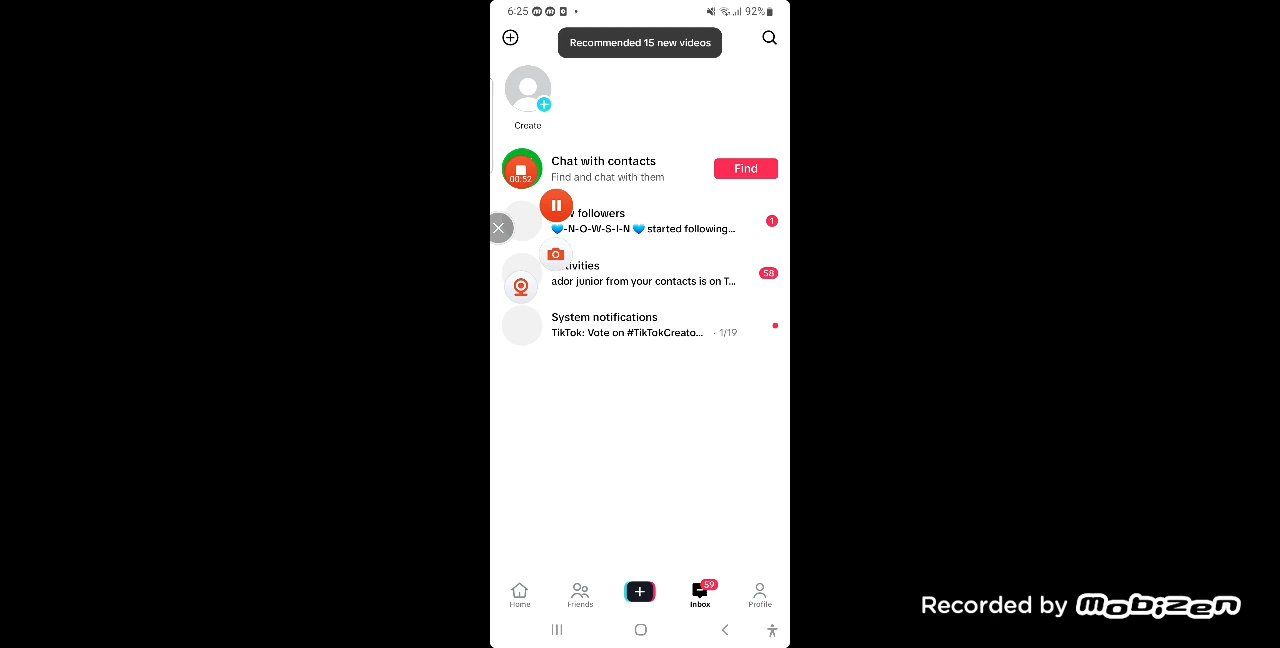 6:25
92%
Recommended 15 new videos
Create
Chat with contacts
Find and chat with them
Find
00:52
followers
💙-N-O-W-S-I-N 💙 started following...
1
ador junior from your contacts is on T...
58
System notifications
TikTok: Vote on #TikTokCreato... · 1/19
59
Home
Friends
Inbox
Profile
Recorded by mobizen